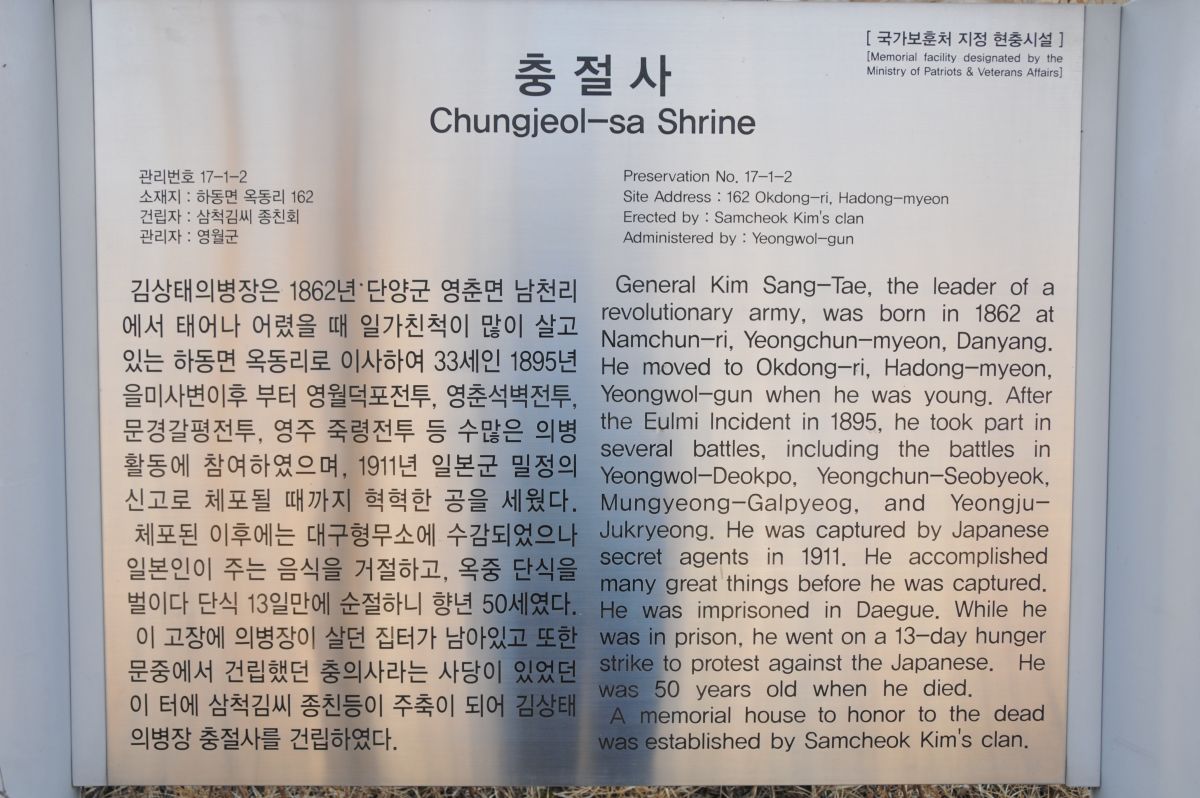 [ 국가보훈처 지정 현충시설 ]
[Memorial facility designated by the
Ministry of Patriots & Veterans Affairs]
충절사
Chungjeol-sa Shrine
관리번호 17-1-2
소재지 : 하동면 옥동리 162
건립자 : 삼척김씨 종친회
관리자 : 영월군
김상태의병장은 1862년 단양군 영춘면 남천리
에서 태어나 어렸을 때 일가친척이 많이 살고
있는 하동면 옥동리로 이사하여 33세인 1895년
을미사변이후 부터 영월덕포전투, 영춘석벽전투,
문경갈평전투, 영주 죽령전투 등 수많은 의병
활동에 참여하였으며, 1911년 일본군 밀정의
신고로 체포될 때까지 혁혁한 공을 세웠다.
체포된 이후에는 대구형무소에 수감되었으나
일본인이 주는 음식을 거절하고, 옥중 단식을
벌이다 단식 13일만에 순절하니 향년 50세였다.
이 고장에 의병장이 살던 집터가 남아있고 또한
문중에서 건립했던 충의사라는 사당이 있었던
이 터에 삼척김씨 종친등이 주축이 되어 김상태
의병장 충절사를 건립하였다.
Preservation No. 17-1-2
Site Address : 162 Okdong-ri, Hadong-myeon
Erected by : Samcheok Kim's clan
Administered by : Yeongwol-gun
General Kim Sang-Tae, the leader of a
revolutionary army, was born in 1862 at
Namchun-ri, Yeongchun-myeon, Danyang.
He moved to Okdong-ri, Hadong-myeon,
Yeongwol-gun when he was young. After
the Eulmi Incident in 1895, he took part in
several battles, including the battles in
Yeongwol-Deokpo, Yeongchun-Seobyeok,
Mungyeong-Galpyeog, and Yeongju-
Jukryeong. He was captured by Japanese
secret agents in 1911. He accomplished
many great things before he was captured.
He was imprisoned in Daegue. While he
was in prison, he went on a 13-day hunger
strike to protest against the Japanese. He
was 50 years old when he died.
A memorial house to honor to the dead
was established by Samcheok Kim's clan.